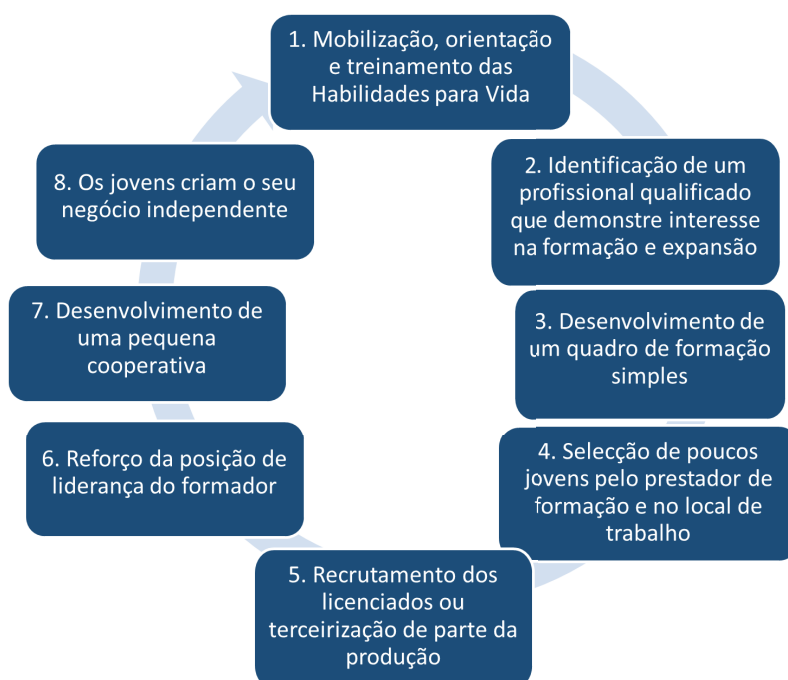 1. Mobilização, orientação
e treinamento das
Habilidades para Vida
2. Identificação de um
profissional qualificado
que demonstre interesse
na formação e expansão
3. Desenvolvimento de
um quadro de formação
simples
4. Selecção de poucos
jovens pelo prestador de
formação e no local de
trabalho
5. Recrutamento dos
licenciados ou
terceirização de parte da
produção
6. Reforço da posição de
liderança do formador
7. Desenvolvimento de
uma pequena
cooperativa
8. Os jovens criam o seu
negócio independente